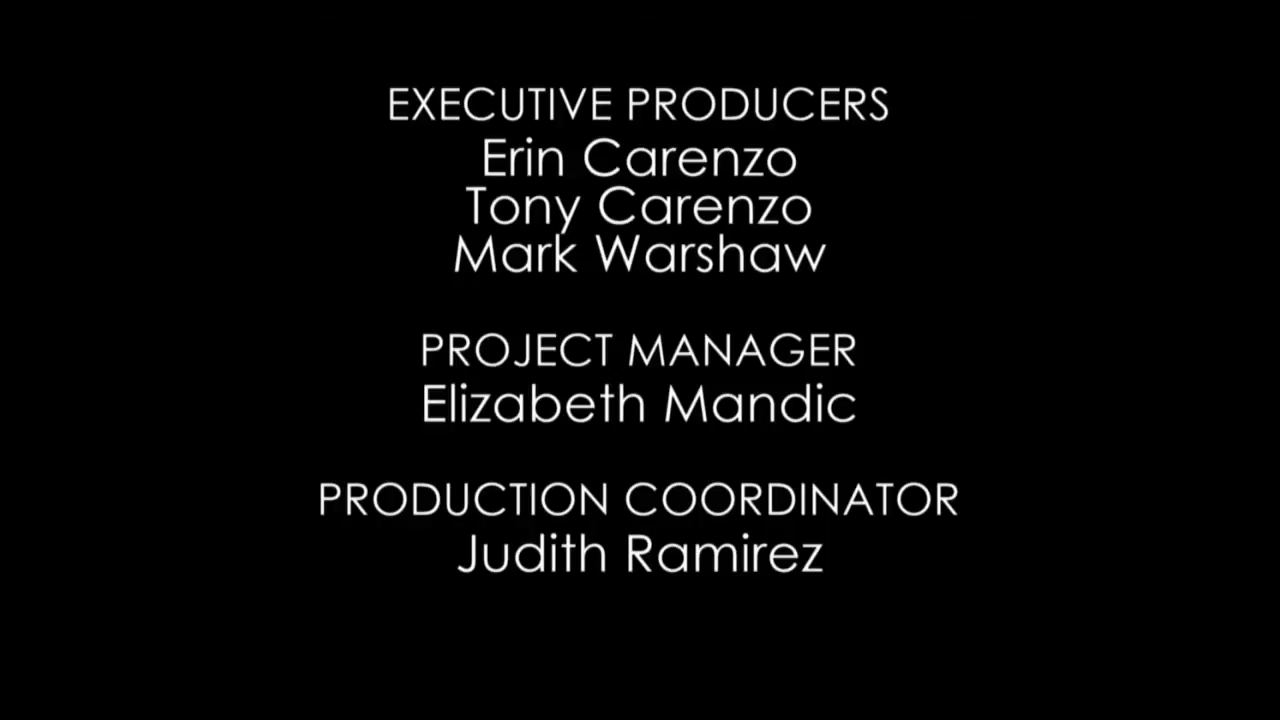 EXECUTIVE PRODUCERS
Erin Carenzo
Tony Carenzo
Mark Warshaw
PROJECT MANAGER
Elizabeth Mandic
PRODUCTION COORDINATOR
Judith Ramirez